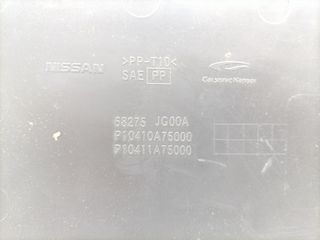 NISSAN
>PP-T10<
SAE PP
Calsonic Kansei
68275 JG00A
P10410A75000
P10411A75000